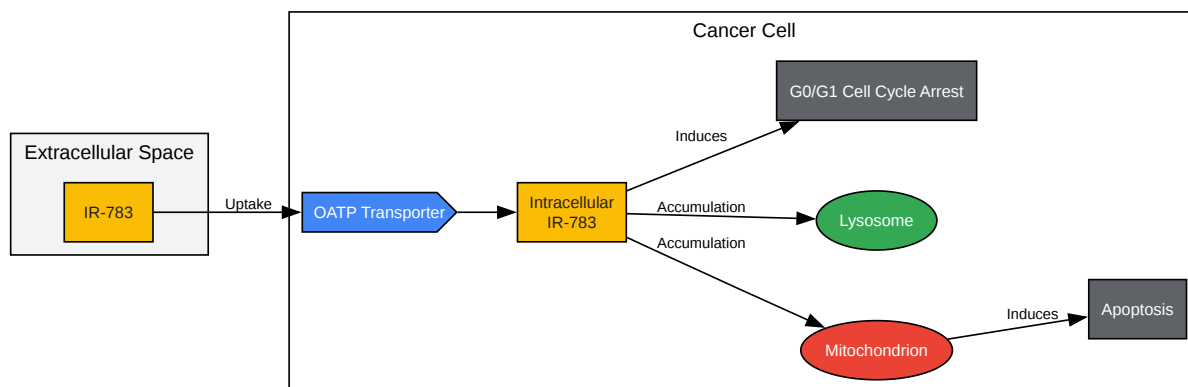 Cancer Cell
G0/G1 Cell Cycle Arrest
Induces
Extracellular Space
IR-783
Uptake
OATP Transporter
Intracellular
IR-783
Accumulation
Lysosome
Accumulation
Mitochondrion
Induces
Apoptosis